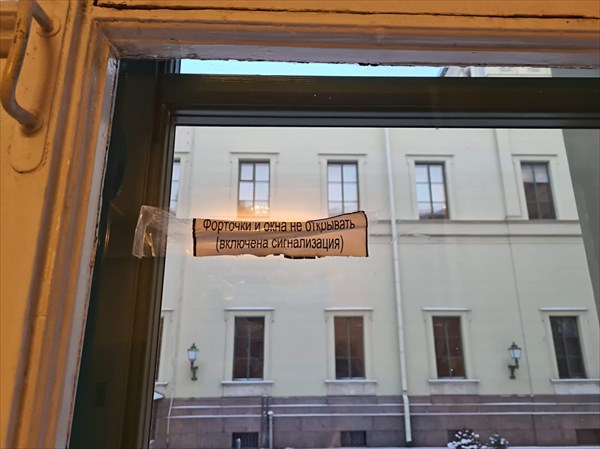 Форточки и окна не открывать
(включена сигнализация)